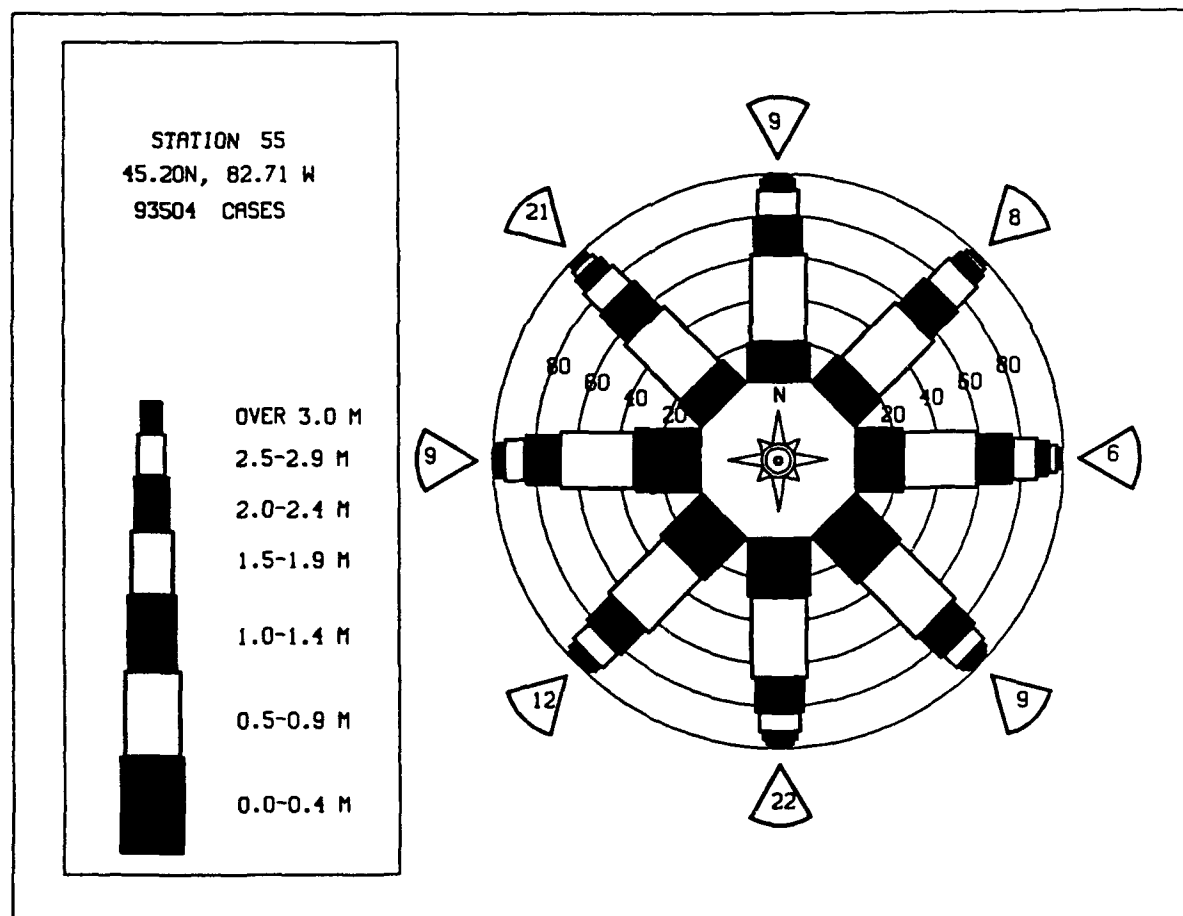 STATION 55
45.20N, 82.71 W
93504 CASES
OVER 3.0 M
2.5-2.9 M
2.0-2.4 M
1.5-1.9 M
1.0-1.4 M
0.5-0.9 M
0.0-0.4 M
9
21
8
80
60
40
20
80
60
40
20
N
9
6
12
9
22